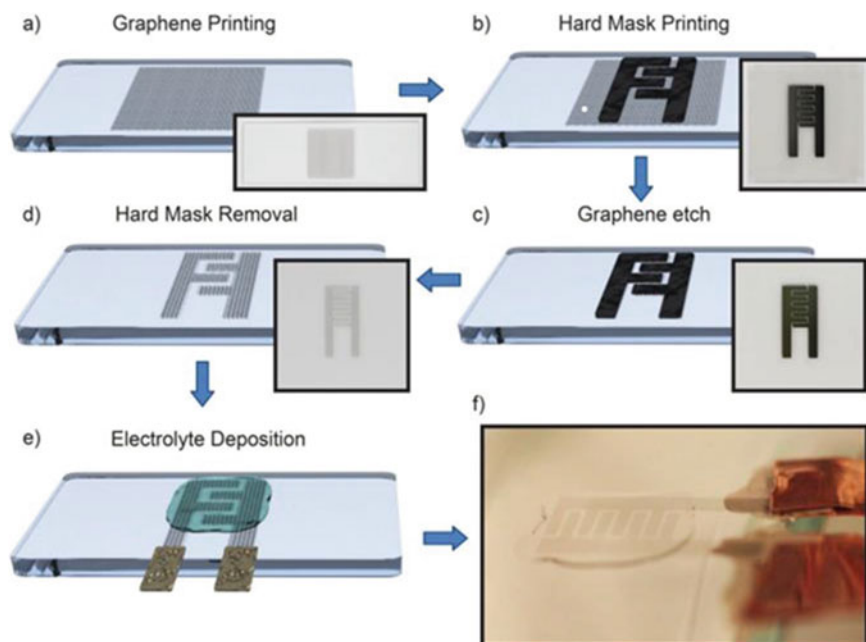 a) Graphene Printing
b) Hard Mask Printing
d) Hard Mask Removal
c) Graphene etch
e) Electrolyte Deposition
f)